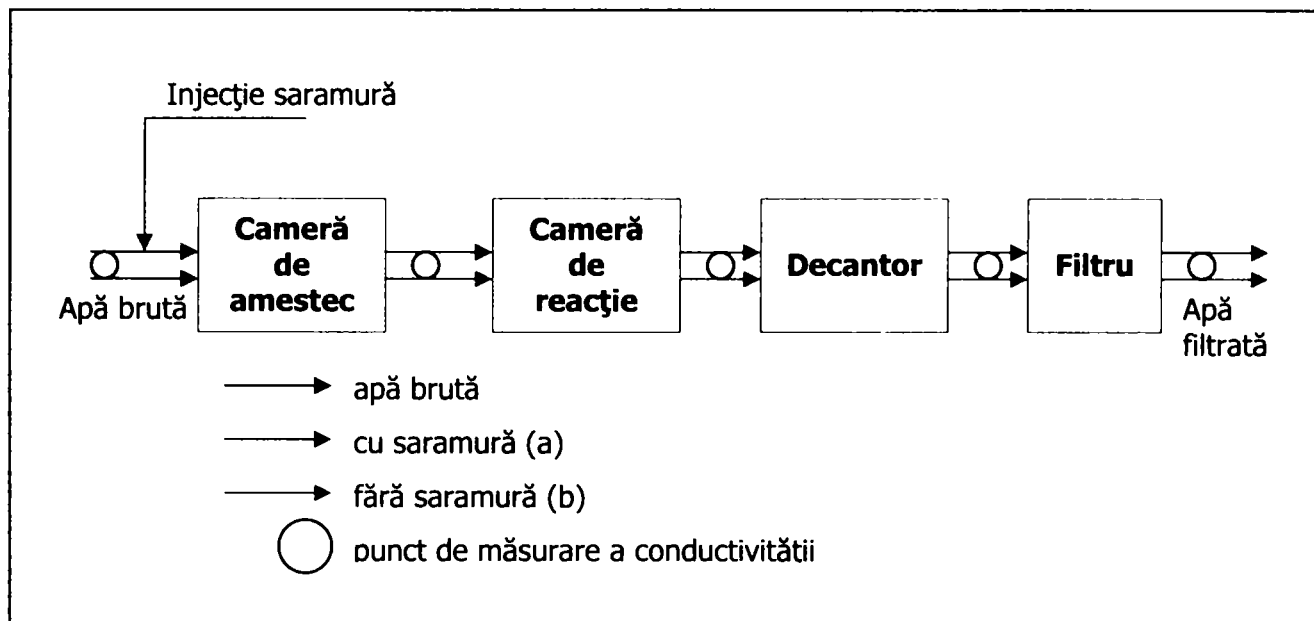 Injecţie saramură
Cameră
de
amestec
Cameră
de
reacţie
Decantor
Filtru
Apă brută
Apă
filtrată
apă brută
cu saramură (a)
fără saramură (b)
punct de măsurare a conductivităţii